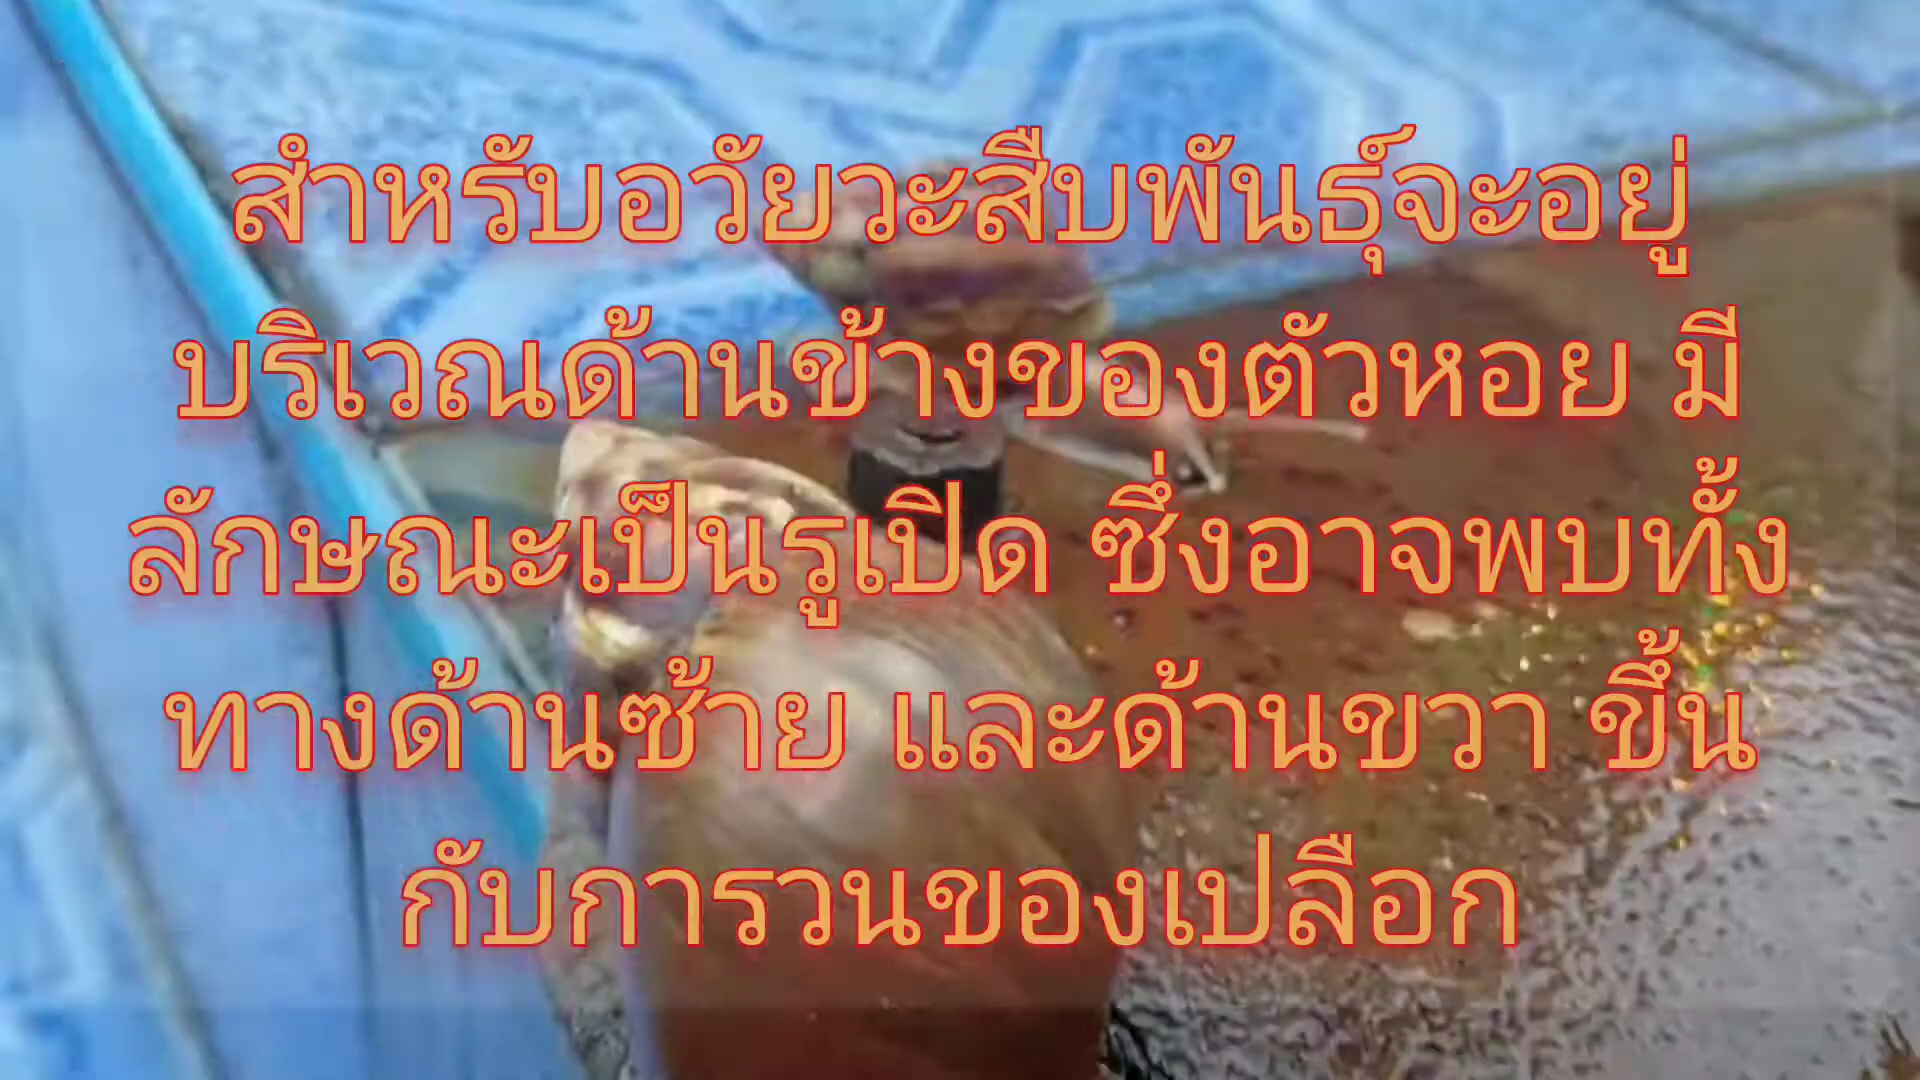 สำหรับอวัยวะสืบพันธุ์จะอยู่
บริเวณด้านข้างของตัวหอย มี
ลักษณะเป็นรูเปิด ซึ่งอาจพบทั้ง
ทางด้านซ้าย และด้านขวา ขึ้น
กับการวนของเปลือก